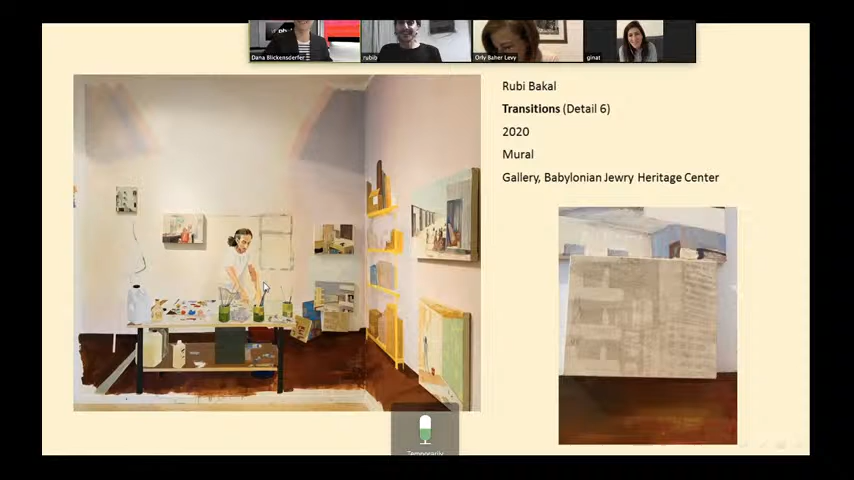 Dana Blickensderfer
rubib
Orly Baher Levy
ginat
Rubi Bakal
Transitions (Detail 6)
2020
Mural
Gallery, Babylonian Jewry Heritage Center
Temporarily